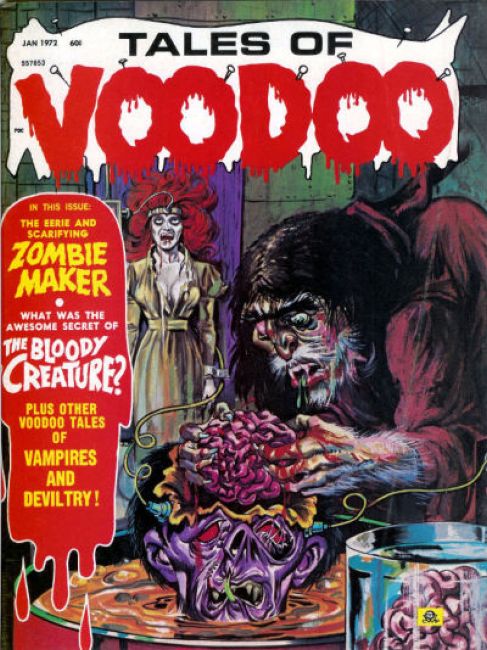 TALES OF
JAN 1972 60¢
557853
VOODOO
IN THIS ISSUE:
THE EERIE AND
SCARIFYING
ZOMBIE
MAKER
•
WHAT WAS THE
AWESOME SECRET OF
THE BLOODY
CREATURE?
PLUS OTHER
VOODOO TALES
OF
VAMPIRES
AND
DEVILTRY!